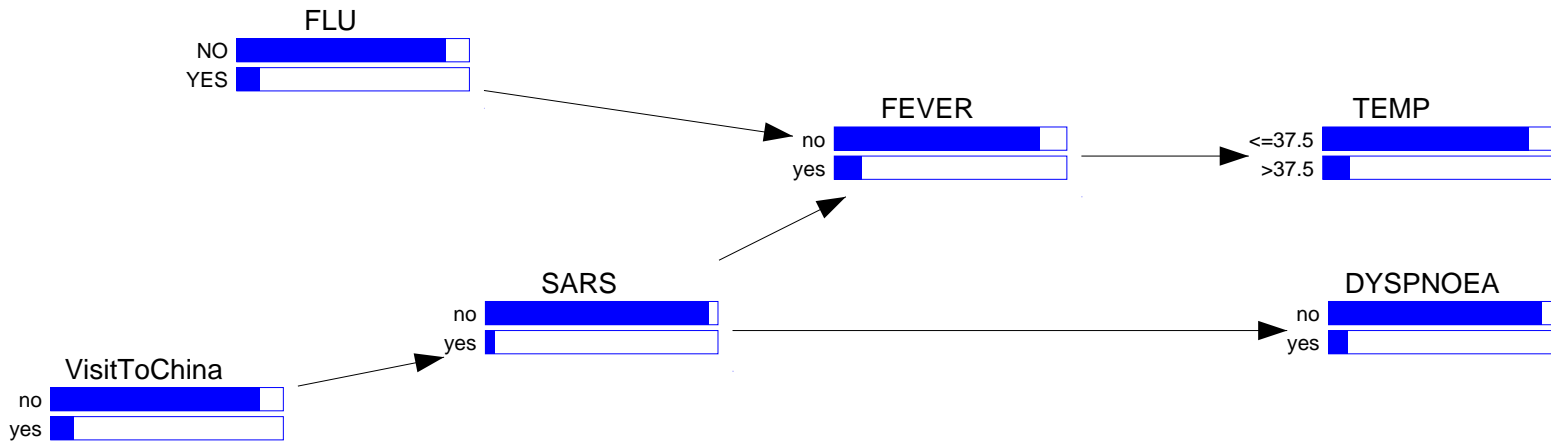 FLU
NO
YES
FEVER
no
yes
TEMP
<=37.5
>37.5
SARS
no
yes
DYSPNOEA
no
yes
VisitToChina
no
yes